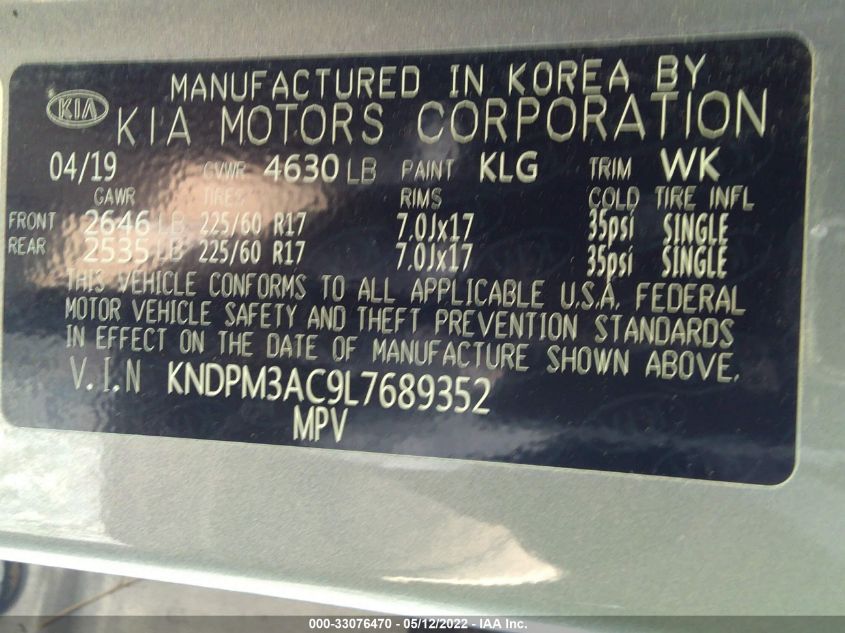 MANUFACTURED IN KOREA BY
KIA KIA MOTORS CORPORATION
04/19 GVWR 4630 LB PAINT KLG TRIM WK
GAWR TIRES RIMS COLD TIRE INFL
FRONT 2646 LB 225/60 R17 7.0Jx17 35psi SINGLE
REAR 2535 LB 225/60 R17 7.0Jx17 35psi SINGLE
THIS VEHICLE CONFORMS TO ALL APPLICABLE U.S.A. FEDERAL
MOTOR VEHICLE SAFETY AND THEFT PREVENTION STANDARDS
IN EFFECT ON THE DATE OF MANUFACTURE SHOWN ABOVE.
V.I.N KNDPM3AC9L7689352
MPV
000-33076470 - 05/12/2022 - IAA Inc.